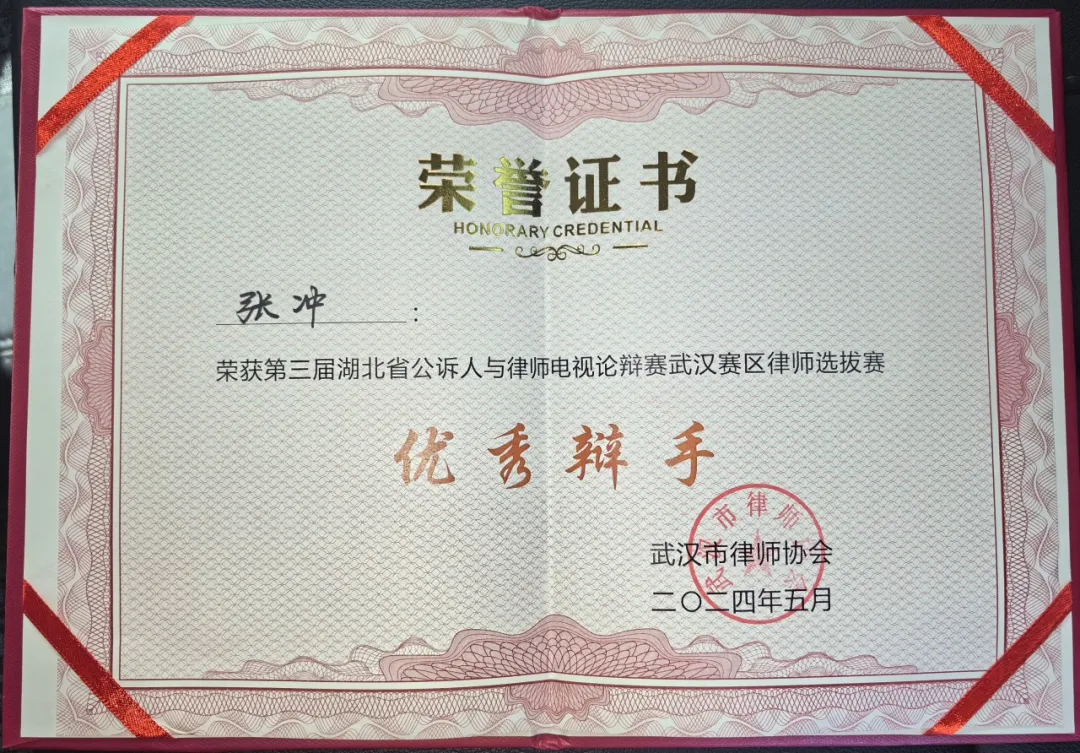 荣誉证书
HONORARY CREDENTIAL
张冲：
荣获第三届湖北省公诉人与律师电视论辩赛武汉赛区律师选拔赛
优秀辩手
武汉市律师协会
二〇二四年五月